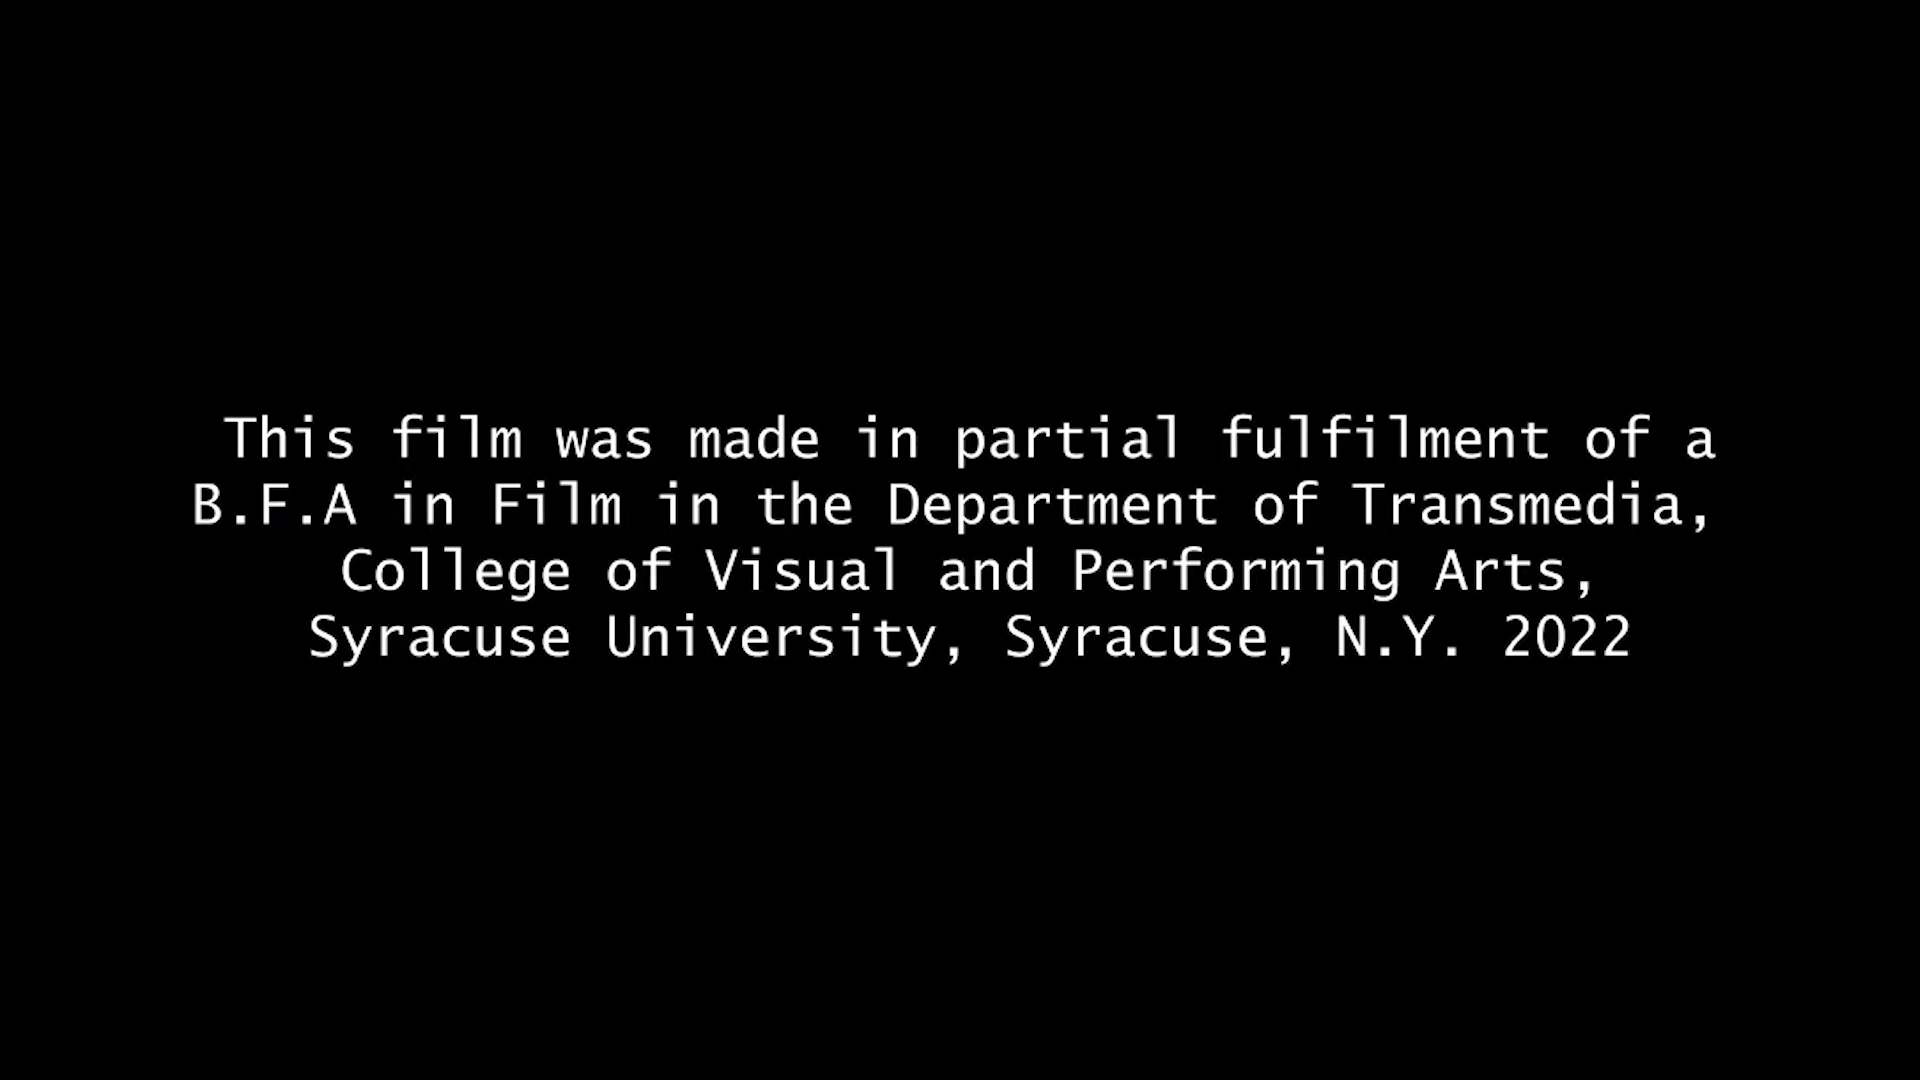 This film was made in partial fulfilment of a
B.F.A in Film in the Department of Transmedia,
College of Visual and Performing Arts,
Syracuse University, Syracuse, N.Y. 2022